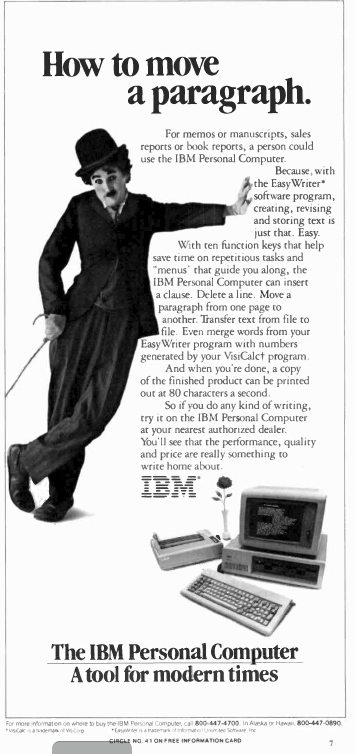 How to move
a paragraph.
For memos or manuscripts, sales
reports or book reports, a person could
use the IBM Personal Computer.
Because, with
the EasyWriter*
software program,
creating, revising
and storing text is
just that. Easy.
With ten function keys that help
save time on repetitious tasks and
"menus" that guide you along, the
IBM Personal Computer can insert
a clause. Delete a line. Move a
paragraph from one page to
another. Transfer text from file to
file. Even merge words from your
EasyWriter program with numbers
generated by your VisiCalc† program.
And when you're done, a copy
of the finished product can be printed
out at 80 characters a second.
So if you do any kind of writing,
try it on the IBM Personal Computer
at your nearest authorized dealer.
You'll see that the performance, quality
and price are really something to
write home about.
IBM®
The IBM Personal Computer
A tool for modern times
For more information on where to buy the IBM Personal Computer, call 800-447-4700. In Alaska or Hawaii, 800-447-0890.
† VisiCalc is a trademark of VisiCorp. * EasyWriter is a trademark of Information Unlimited Software, Inc.
CIRCLE NO. 41 ON FREE INFORMATION CARD
7